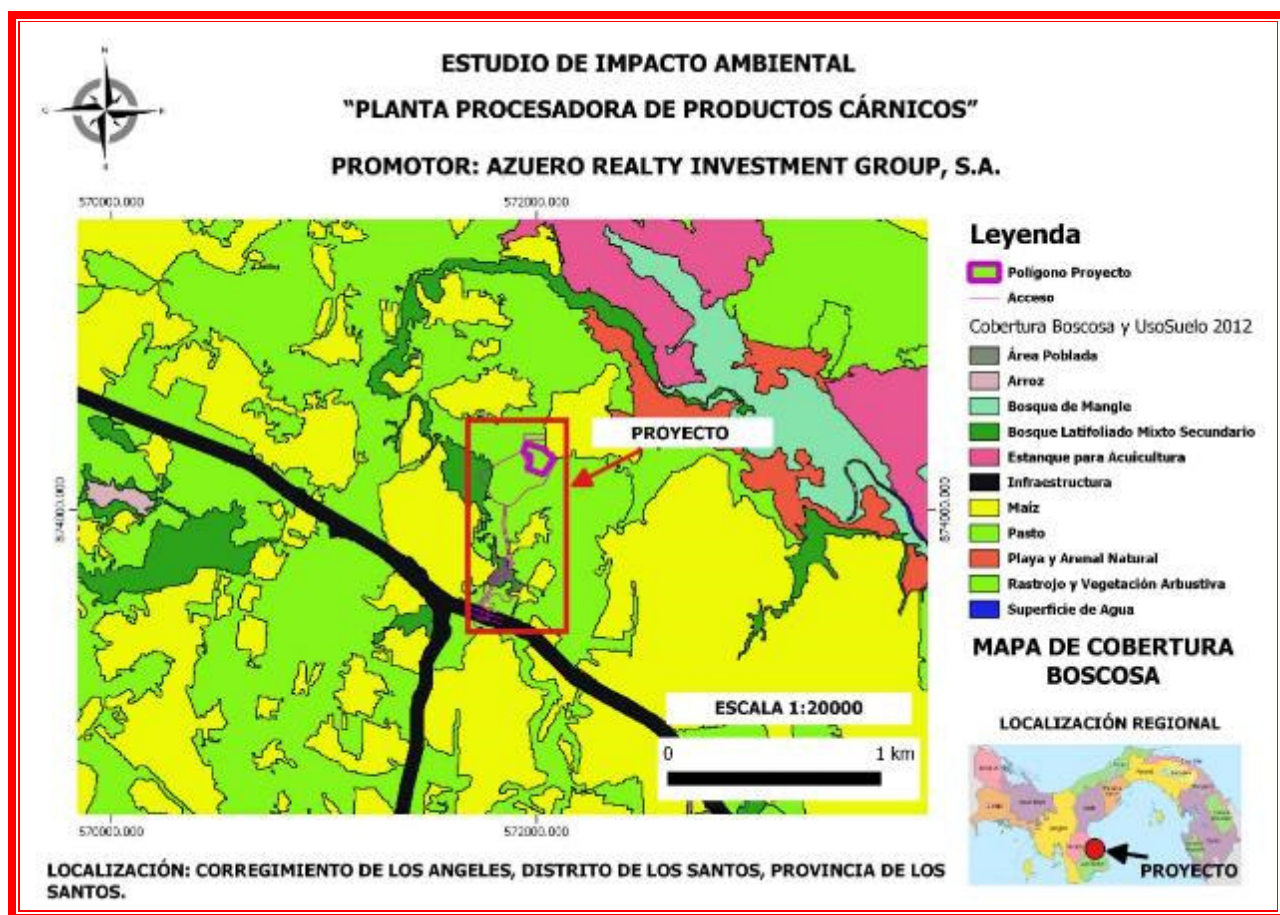 ESTUDIO DE IMPACTO AMBIENTAL
“PLANTA PROCESADORA DE PRODUCTOS CÁRNICOS”
PROMOTOR: AZUERO REALTY INVESTMENT GROUP, S.A.
570000.000
572000.000
874000.000
874000.000
570000.000
572000.000
PROYECTO
ESCALA 1:20000
0
1 km
Leyenda
Polígono Proyecto
Acceso
Cobertura Boscosa y UsoSuelo 2012
Área Poblada
Arroz
Bosque de Mangle
Bosque Latifoliado Mixto Secundario
Estanque para Acuicultura
Infraestructura
Maíz
Pasto
Playa y Arenal Natural
Rastrojo y Vegetación Arbustiva
Superficie de Agua
MAPA DE COBERTURA
BOSCOSA
LOCALIZACIÓN REGIONAL
PROYECTO
LOCALIZACIÓN: CORREGIMIENTO DE LOS ANGELES, DISTRITO DE LOS SANTOS, PROVINCIA DE LOS
SANTOS.